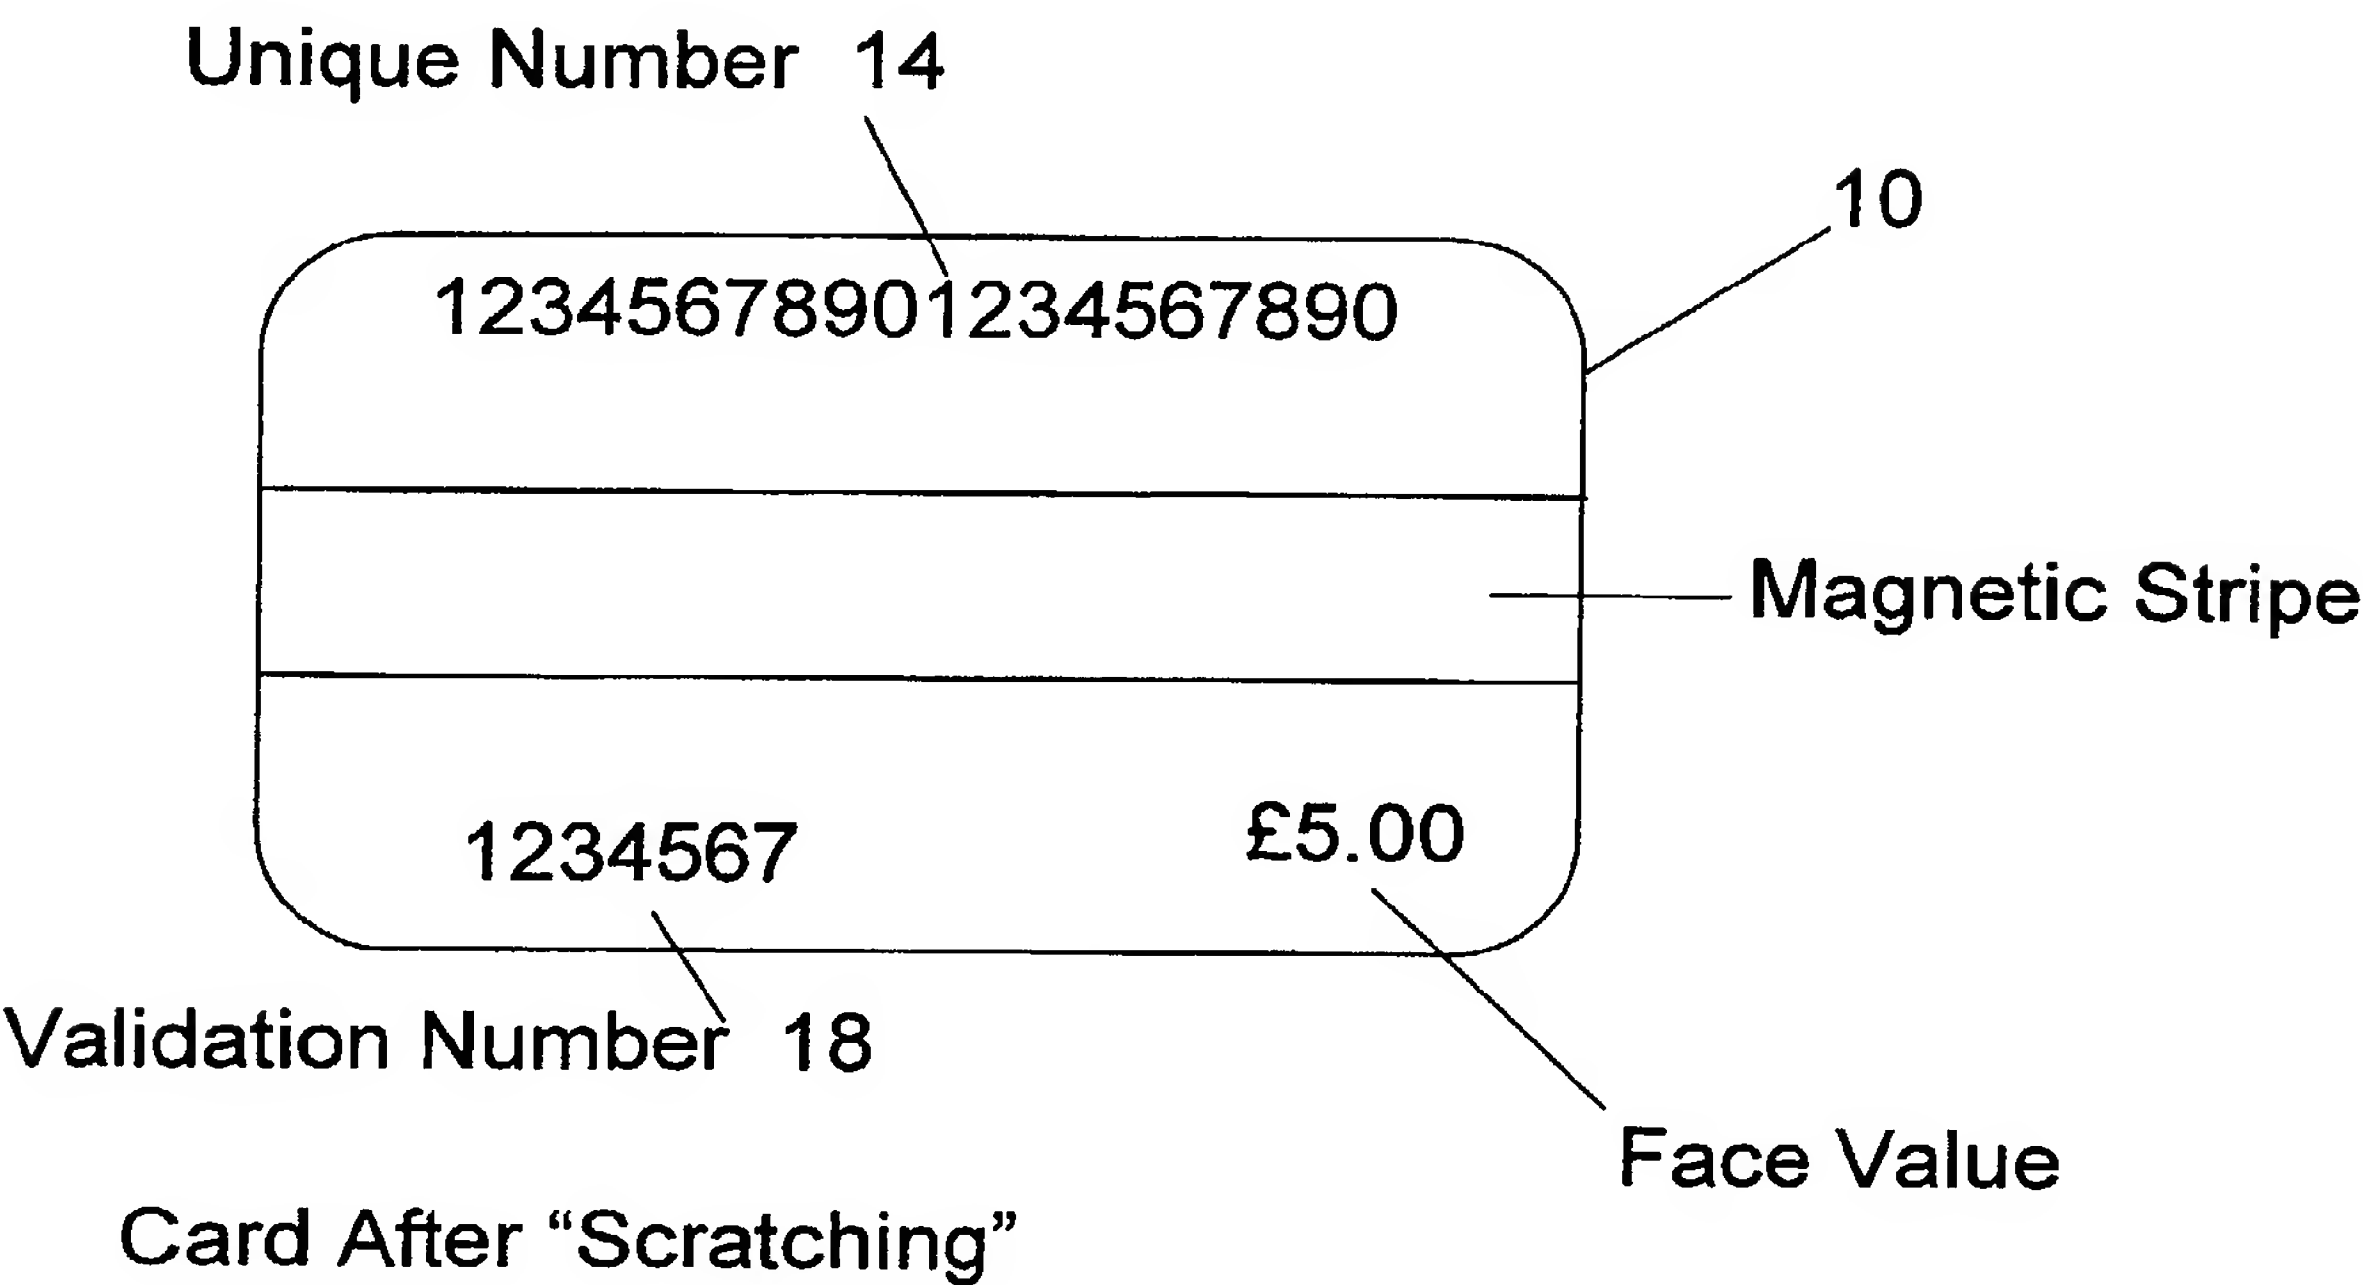 Unique Number 14
10
12345678901234567890
Magnetic Stripe
1234567
£5.00
Validation Number 18
Face Value
Card After “Scratching”